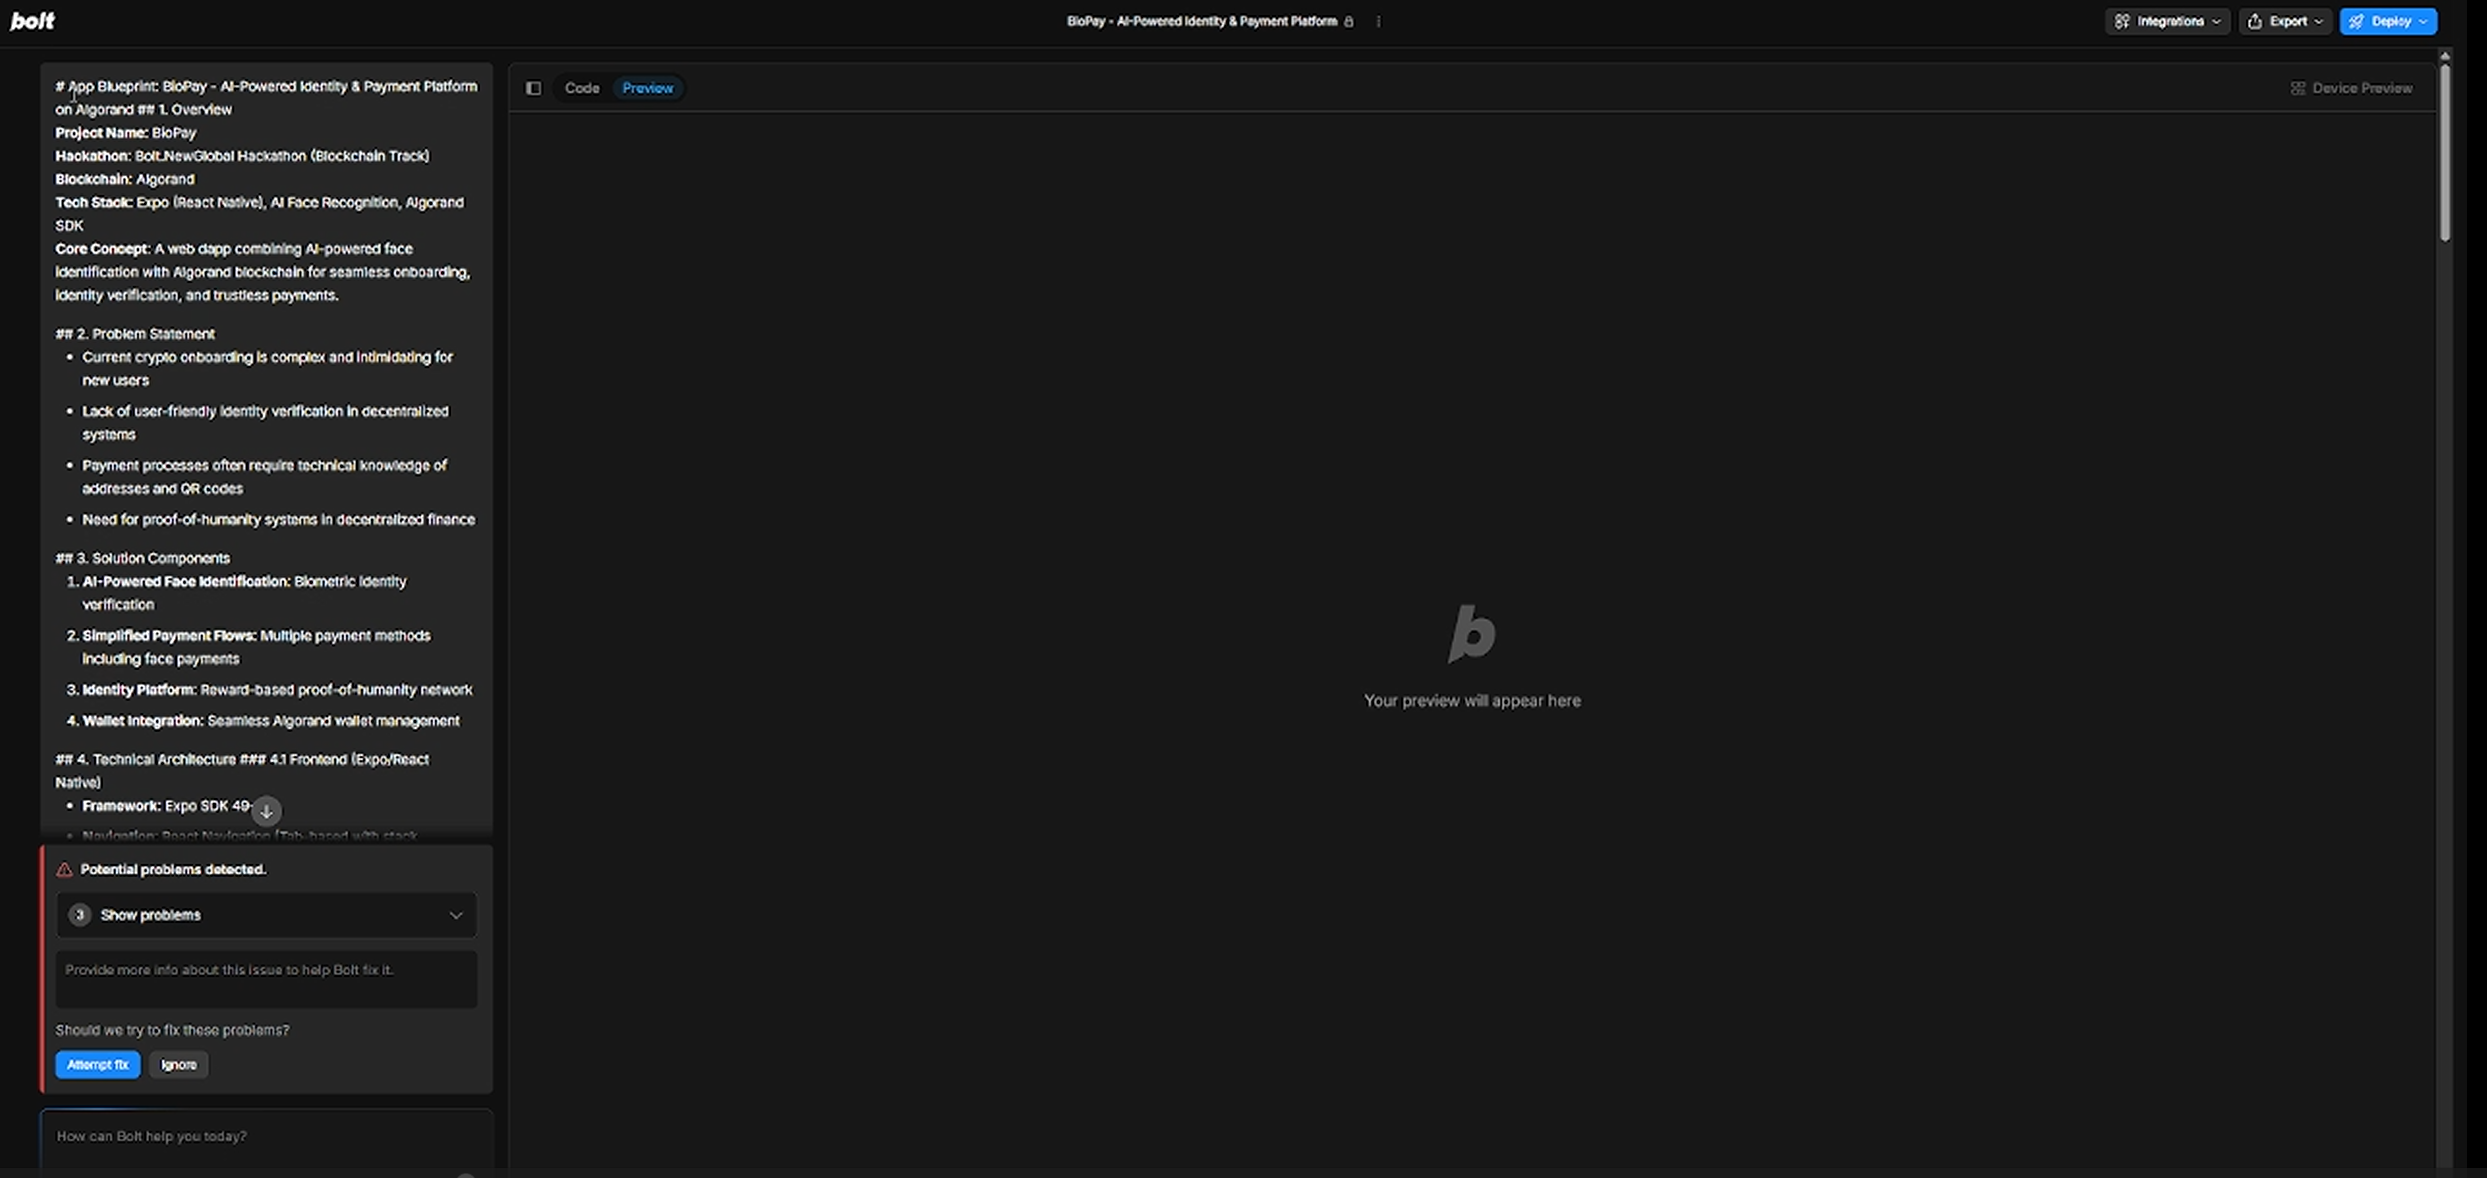 bolt
BioPay - AI-Powered Identity & Payment Platform
Integrations
Export
Deploy
# App Blueprint: BioPay - AI-Powered Identity & Payment Platform
on Algorand ## 1. Overview
Project Name: BioPay
Hackathon: Bolt.NewGlobal Hackathon (Blockchain Track)
Blockchain: Algorand
Tech Stack: Expo (React Native), AI Face Recognition, Algorand
SDK
Core Concept: A web dapp combining AI-powered face
identification with Algorand blockchain for seamless onboarding,
identity verification, and trustless payments.
## 2. Problem Statement
• Current crypto onboarding is complex and intimidating for
new users
• Lack of user-friendly identity verification in decentralized
systems
• Payment processes often require technical knowledge of
addresses and QR codes
• Need for proof-of-humanity systems in decentralized finance
## 3. Solution Components
1. AI-Powered Face Identification: Biometric identity
verification
2. Simplified Payment Flows: Multiple payment methods
including face payments
3. Identity Platform: Reward-based proof-of-humanity network
4. Wallet Integration: Seamless Algorand wallet management
## 4. Technical Architecture ### 4.1 Frontend (Expo/React
Native)
• Framework: Expo SDK 49
• Navigation: React Navigation (Tab-based with stack
Potential problems detected.
3 Show problems
Provide more info about this issue to help Bolt fix it.
Should we try to fix these problems?
Attempt fix
Ignore
How can Bolt help you today?
Code
Preview
Device Preview
b
Your preview will appear here